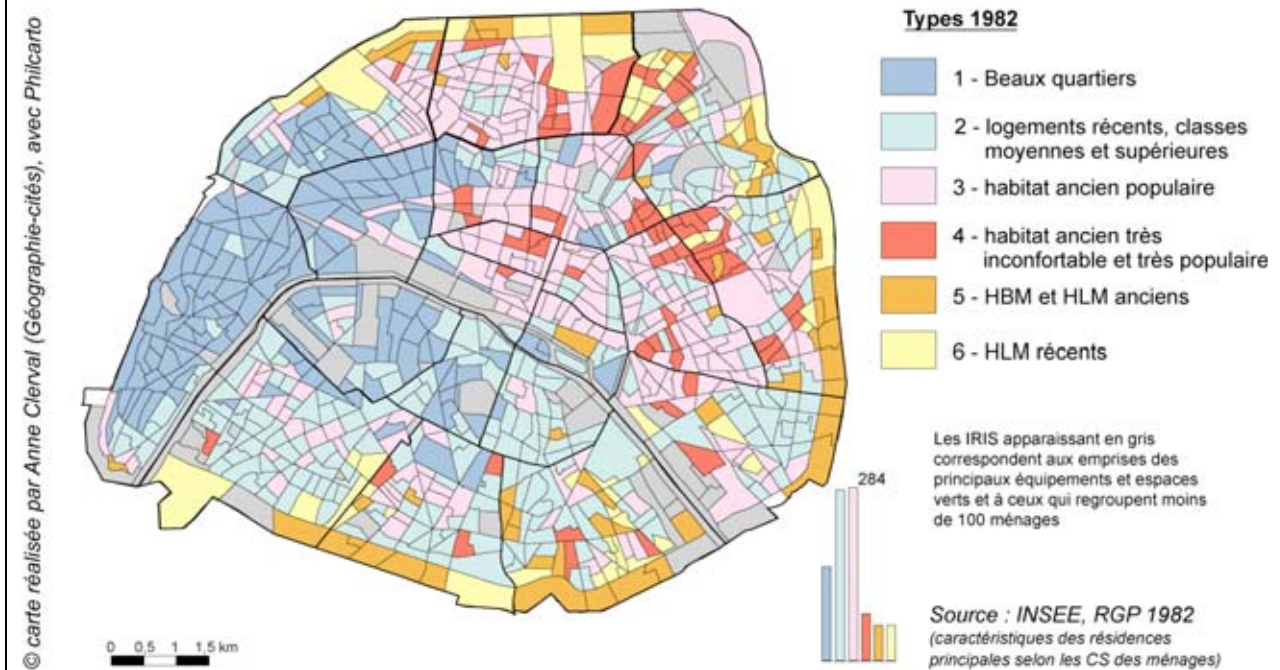 © carte réalisée par Anne Clerval (Géographie-cités), avec Philcarto
Types 1982
1 - Beaux quartiers
2 - logements récents, classes
moyennes et supérieures
3 - habitat ancien populaire
4 - habitat ancien très
inconfortable et très populaire
5 - HBM et HLM anciens
6 - HLM récents
Les IRIS apparaissant en gris
correspondent aux emprises des
principaux équipements et espaces
verts et à ceux qui regroupent moins
de 100 ménages
284
Source : INSEE, RGP 1982
(caractéristiques des résidences
principales selon les CS des ménages)
0 0,5 1 1,5 km